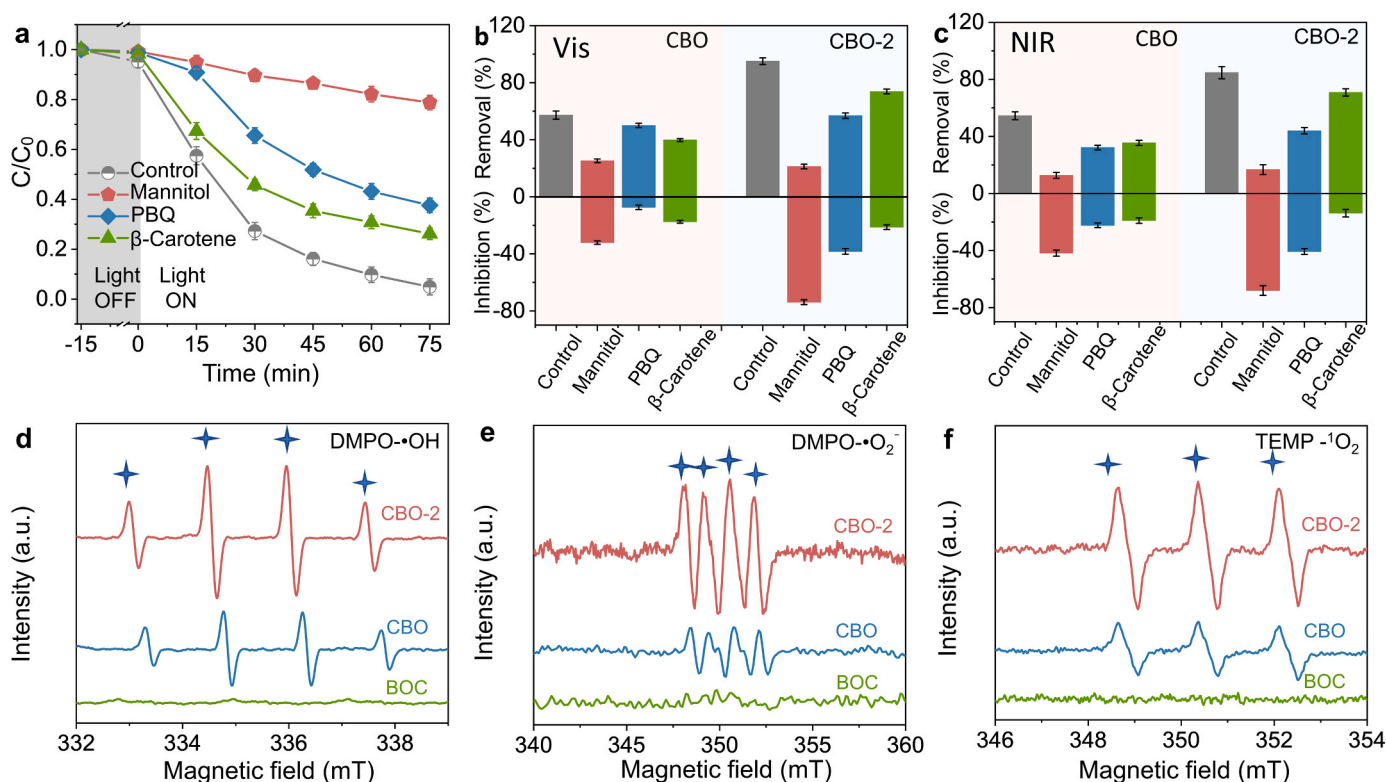 a
1.0
0.8
0.6
0.4
0.2
0.0
C/C₀
Control
Mannitol
PBQ
β-Carotene
Light OFF
Light ON
-15 0 15 30 45 60 75
Time (min)
b
Vis
CBO
CBO-2
120
80
40
0
-40
-80
Removal (%)
Inhibition (%)
Control
Mannitol
PBQ
β-Carotene
Control
Mannitol
PBQ
β-Carotene
c
NIR
CBO
CBO-2
120
80
40
0
-40
-80
Removal (%)
Inhibition (%)
Control
Mannitol
PBQ
β-Carotene
Control
Mannitol
PBQ
β-Carotene
d
DMPO-•OH
CBO-2
CBO
BOC
Intensity (a.u.)
332 334 336 338
Magnetic field (mT)
e
DMPO-•O₂⁻
CBO-2
CBO
BOC
Intensity (a.u.)
340 345 350 355 360
Magnetic field (mT)
f
TEMP -¹O₂
CBO-2
CBO
BOC
Intensity (a.u.)
346 348 350 352 354
Magnetic field (mT)